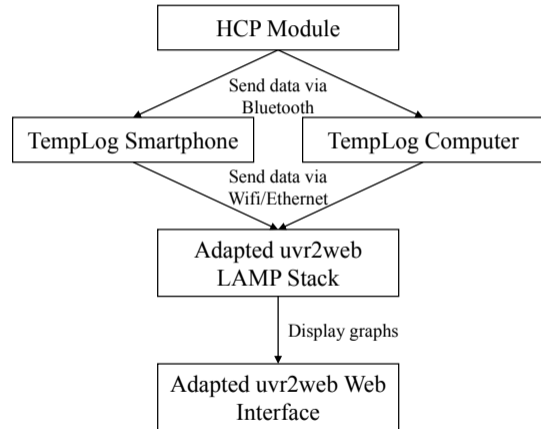 HCP Module
Send data via
Bluetooth
TempLog Smartphone
TempLog Computer
Send data via
Wifi/Ethernet
Adapted uvr2web
LAMP Stack
Display graphs
Adapted uvr2web Web
Interface